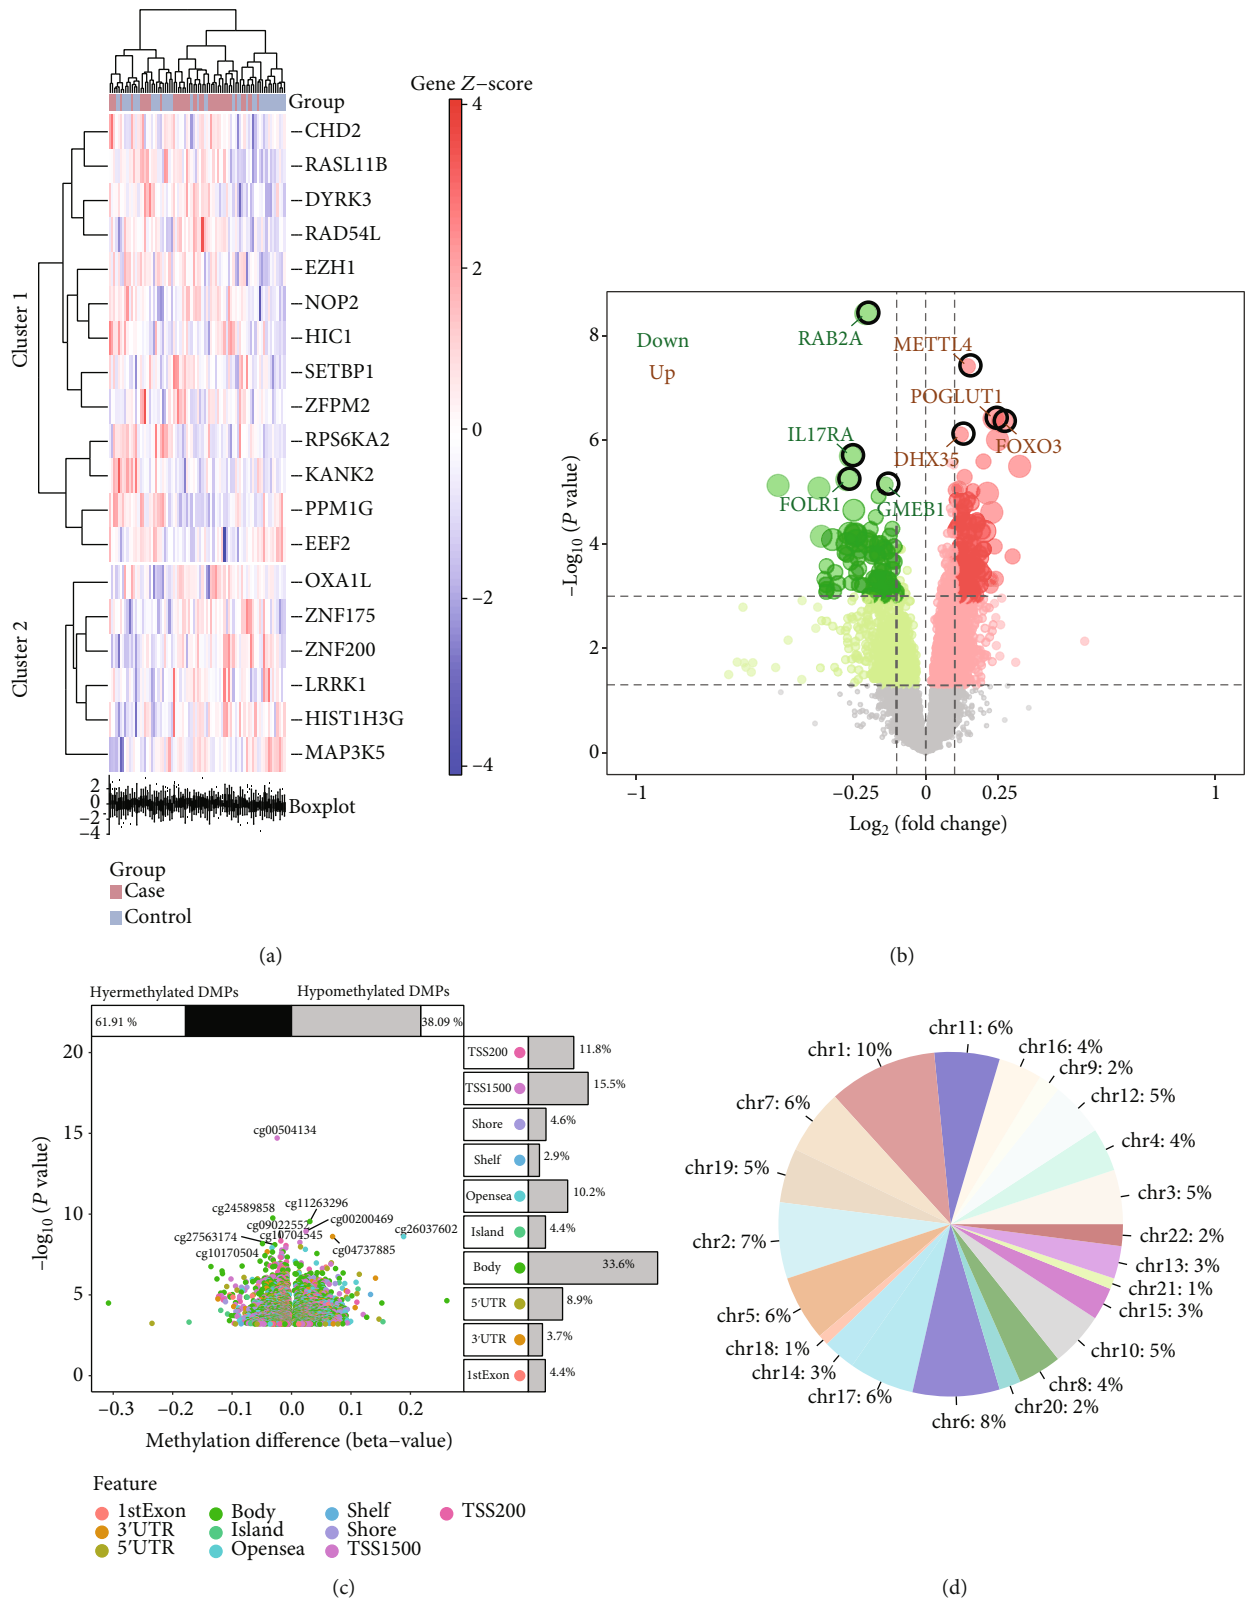 Gene Z−score
Group
CHD2
RASL11B
DYRK3
RAD54L
EZH1
NOP2
HIC1
SETBP1
ZFPM2
RPS6KA2
KANK2
PPM1G
EEF2
OXA1L
ZNF175
ZNF200
LRRK1
HIST1H3G
MAP3K5
Cluster 1
Cluster 2
4
2
0
−2
−4
2
0
−2
−4
Boxplot
Group
Case
Control
(a)
Down
Up
RAB2A
METTL4
POGLUT1
FOXO3
DHX35
IL17RA
FOLR1
GMEB1
8
6
4
2
0
−Log10 (P value)
−1
−0.25
0
0.25
1
Log2 (fold change)
(b)
Hyermethylated DMPs
Hypomethylated DMPs
61.91 %
38.09 %
20
15
10
5
0
−log10 (P value)
cg00504134
cg24589858
cg11263296
cg09022552
cg00200469
cg27563174
cg10704545
cg26037602
cg10170504
cg04737885
−0.3
−0.2
−0.1
0.0
0.1
0.2
Methylation difference (beta−value)
TSS200
11.8%
TSS1500
15.5%
Shore
4.6%
Shelf
2.9%
Opensea
10.2%
Island
4.4%
Body
33.6%
5′UTR
8.9%
3′UTR
3.7%
1stExon
4.4%
Feature
1stExon
Body
Shelf
TSS200
3′UTR
Island
Shore
5′UTR
Opensea
TSS1500
(c)
chr11: 6%
chr16: 4%
chr9: 2%
chr12: 5%
chr4: 4%
chr3: 5%
chr22: 2%
chr13: 3%
chr21: 1%
chr15: 3%
chr10: 5%
chr8: 4%
chr20: 2%
chr6: 8%
chr17: 6%
chr14: 3%
chr18: 1%
chr5: 6%
chr2: 7%
chr19: 5%
chr7: 6%
chr1: 10%
(d)